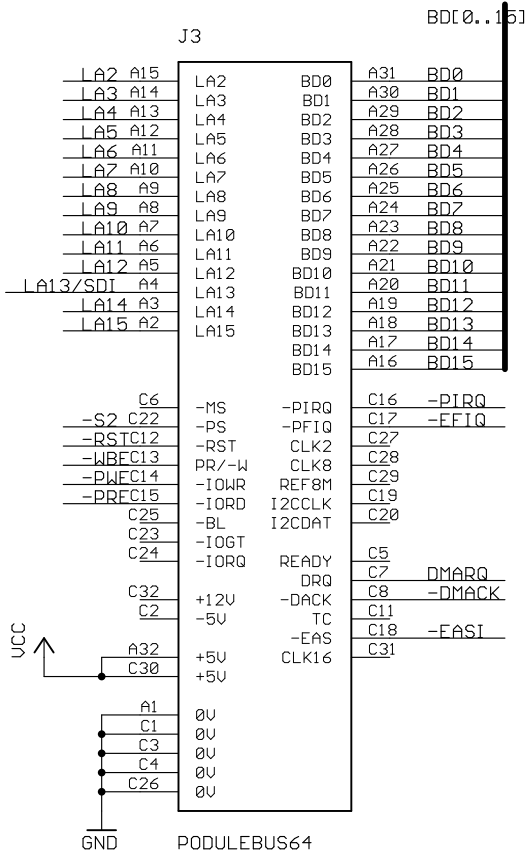 BD[0..15]
J3
LA2 A15 LA2 BD0 A31 BD0
LA3 A14 LA3 BD1 A30 BD1
LA4 A13 LA4 BD2 A29 BD2
LA5 A12 LA5 BD3 A28 BD3
LA6 A11 LA6 BD4 A27 BD4
LA7 A10 LA7 BD5 A26 BD5
LA8 A9 LA8 BD6 A25 BD6
LA9 A8 LA9 BD7 A24 BD7
LA10 A7 LA10 BD8 A23 BD8
LA11 A6 LA11 BD9 A22 BD9
LA12 A5 LA12 BD10 A21 BD10
LA13/SDI A4 LA13 BD11 A20 BD11
LA14 A3 LA14 BD12 A19 BD12
LA15 A2 LA15 BD13 A18 BD13
BD14 A17 BD14
BD15 A16 BD15
C6 -MS -PIRQ C16 -PIRQ
-S2 C22 -PS -PFIQ C17 -EFIQ
-RST C12 -RST CLK2 C27
-WBE C13 PR/-W CLK8 C28
-PWE C14 -IOWR REF8M C29
-PRE C15 -IORD I2CCLK C19
C25 -BL I2CDAT C20
C23 -IOGT
C24 -IORQ READY C5
DRQ C7 DMARQ
C32 +12V -DACK C8 -DMACK
C2 -5V TC C11
-EAS C18 -EASI
VCC A32 +5V CLK16 C31
C30 +5V
A1 0V
C1 0V
C3 0V
C4 0V
C26 0V
GND PODULEBUS64